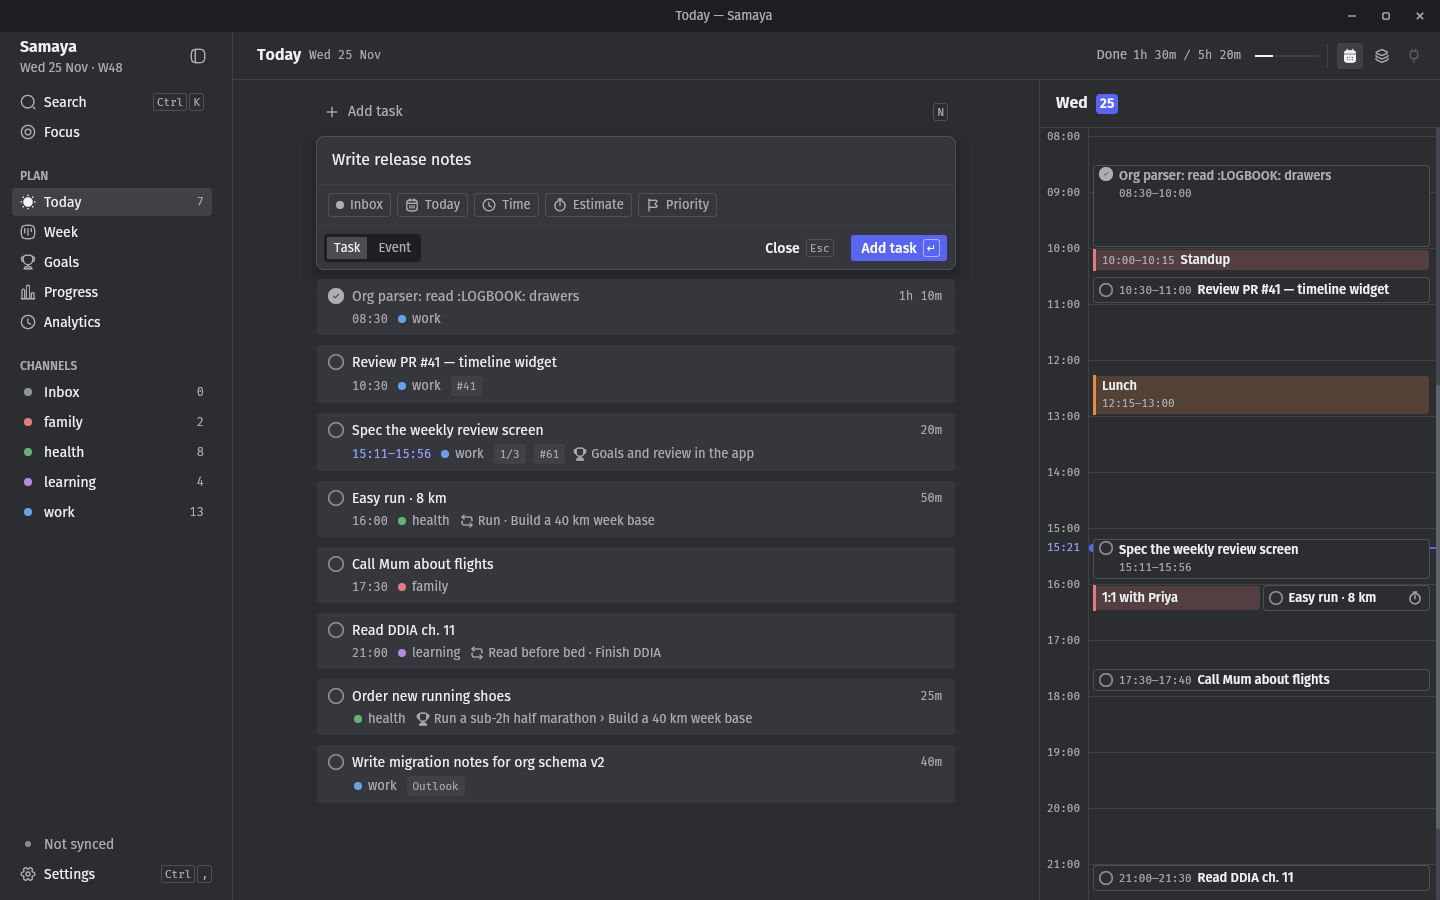 Today — Samaya
Samaya
Wed 25 Nov · W48
Search Ctrl K
Focus
PLAN
Today 7
Week
Goals
Progress
Analytics
CHANNELS
Inbox 0
family 2
health 8
learning 4
work 13
Not synced
Settings Ctrl ,
Today Wed 25 Nov
Done 1h 30m / 5h 20m
Add task N
Write release notes
Inbox Today Time Estimate Priority
Task Event Close Esc Add task ↵
Org parser: read :LOGBOOK: drawers 1h 10m
08:30 work
Review PR #41 — timeline widget
10:30 work #41
Spec the weekly review screen 20m
15:11–15:56 work 1/3 #61 Goals and review in the app
Easy run · 8 km 50m
16:00 health Run · Build a 40 km week base
Call Mum about flights
17:30 family
Read DDIA ch. 11
21:00 learning Read before bed · Finish DDIA
Order new running shoes 25m
health Run a sub-2h half marathon › Build a 40 km week base
Write migration notes for org schema v2 40m
work Outlook
Wed 25
08:00
Org parser: read :LOGBOOK: drawers
09:00 08:30–10:00
10:00
10:00–10:15 Standup
10:30–11:00 Review PR #41 — timeline widget
11:00
12:00
Lunch
12:15–13:00
13:00
14:00
15:00
15:21 Spec the weekly review screen
15:11–15:56
16:00
1:1 with Priya Easy run · 8 km
17:00
17:30–17:40 Call Mum about flights
18:00
19:00
20:00
21:00
21:00–21:30 Read DDIA ch. 11